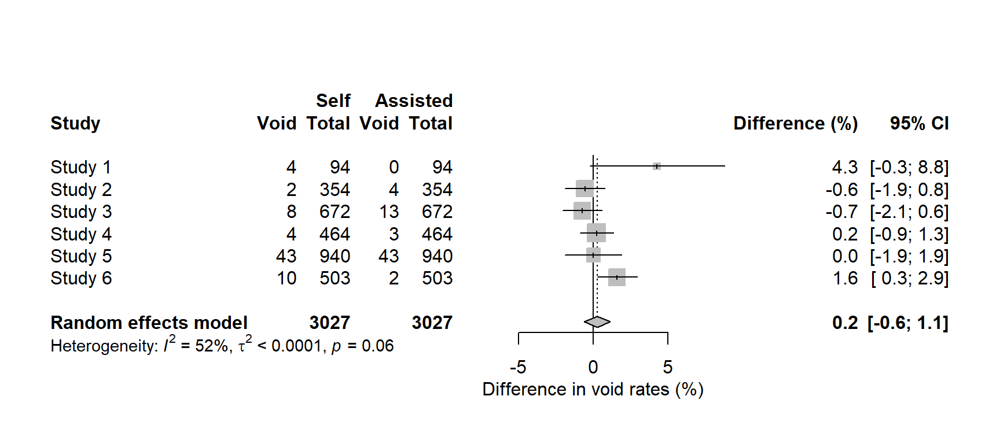 Self Assisted
Study Void Total Void Total Difference (%) 95% CI
Study 1 4 94 0 94 4.3 [-0.3; 8.8]
Study 2 2 354 4 354 -0.6 [-1.9; 0.8]
Study 3 8 672 13 672 -0.7 [-2.1; 0.6]
Study 4 4 464 3 464 0.2 [-0.9; 1.3]
Study 5 43 940 43 940 0.0 [-1.9; 1.9]
Study 6 10 503 2 503 1.6 [ 0.3; 2.9]
Random effects model 3027 3027 0.2 [-0.6; 1.1]
Heterogeneity: I² = 52%, τ² < 0.0001, p = 0.06
-5 0 5
Difference in void rates (%)